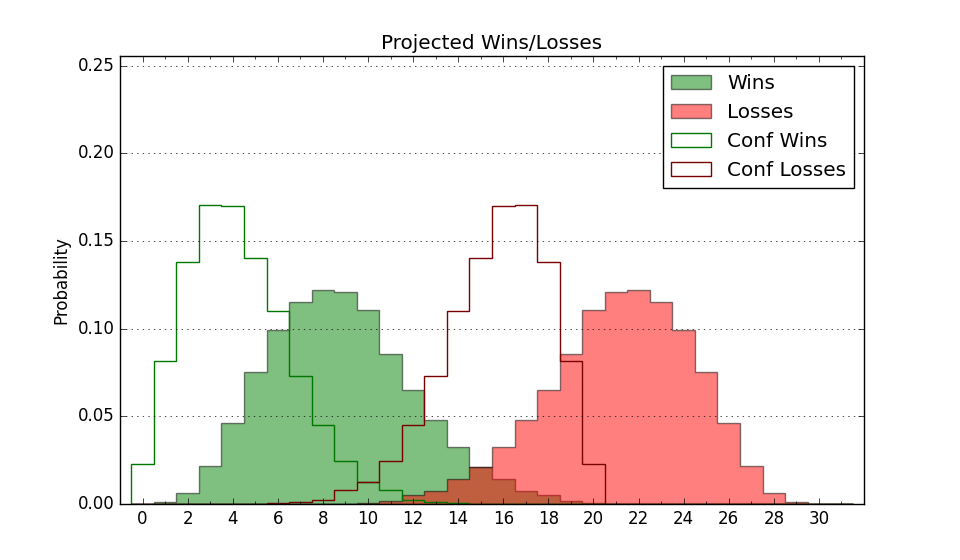 Projected Wins/Losses
0.25
0.20
0.15
0.10
0.05
0.00
Probability
Wins
Losses
Conf Wins
Conf Losses
0 2 4 6 8 10 12 14 16 18 20 22 24 26 28 30